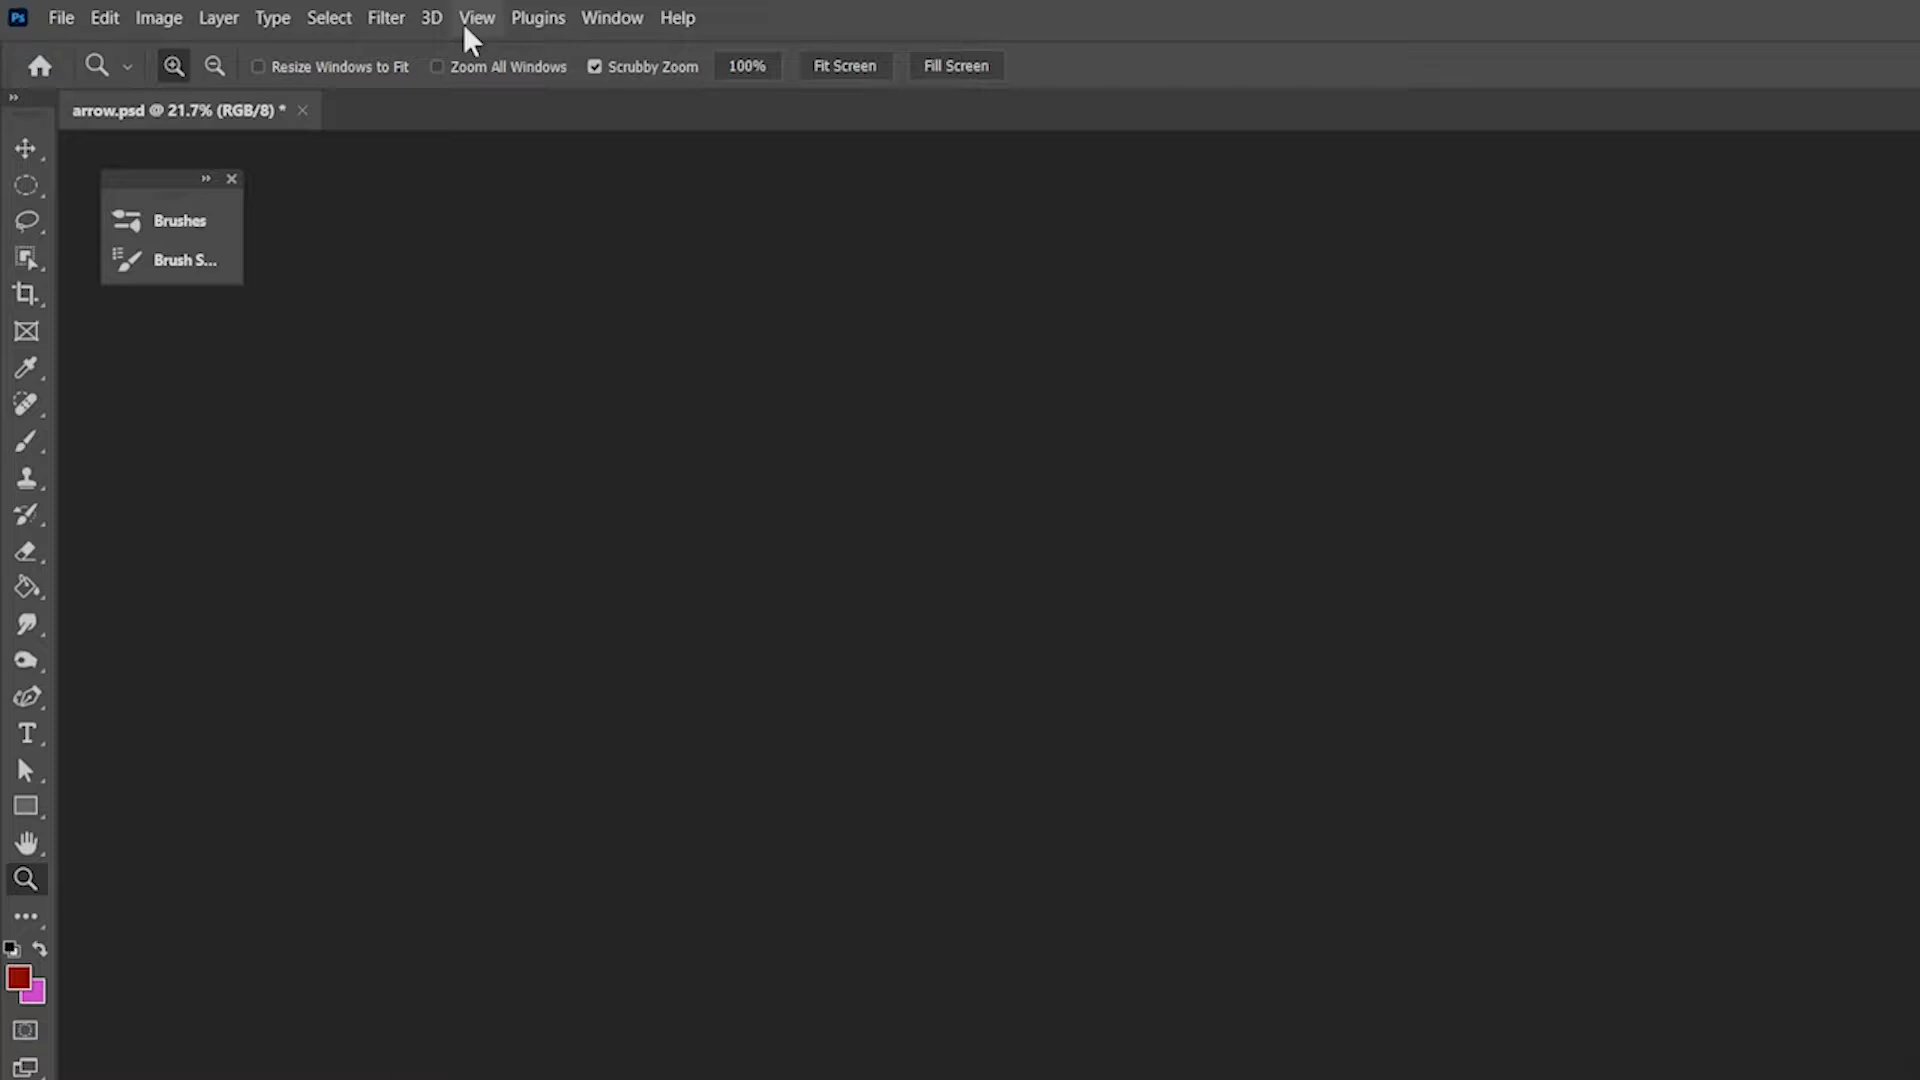 Ps File Edit Image Layer Type Select Filter 3D View Plugins Window Help
Resize Windows to Fit Zoom All Windows Scrubby Zoom 100% Fit Screen Fill Screen
arrow.psd @ 21.7% (RGB/8) *
Brushes
Brush S...